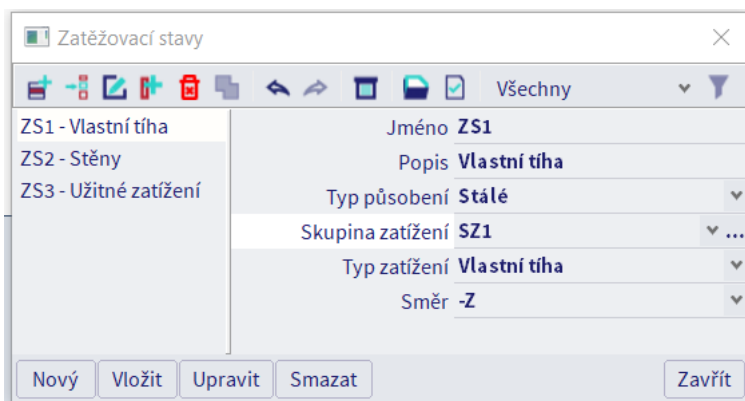 Zatěžovací stavy
Všechny
ZS1 - Vlastní tíha
ZS2 - Stěny
ZS3 - Užitné zatížení
Jméno ZS1
Popis Vlastní tíha
Typ působení Stálé
Skupina zatížení SZ1 ...
Typ zatížení Vlastní tíha
Směr -Z
Nový Vložit Upravit Smazat Zavřít